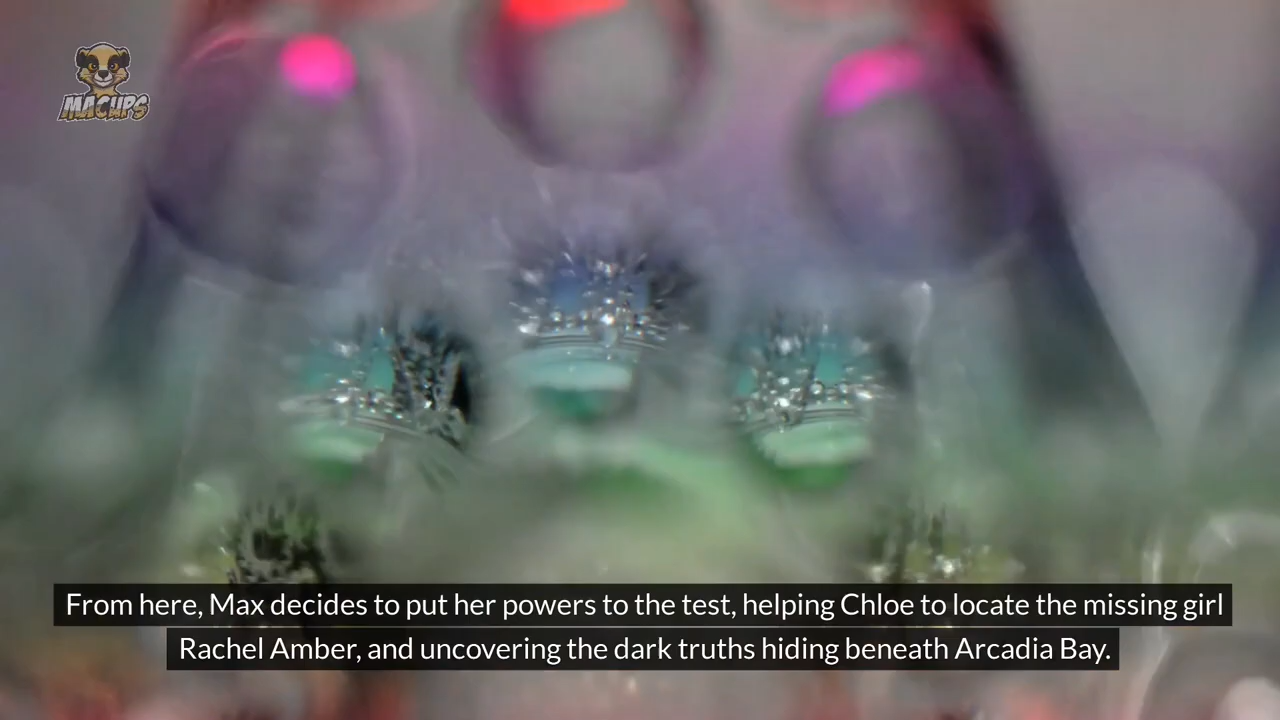 MACUPS
From here, Max decides to put her powers to the test, helping Chloe to locate the missing girl
Rachel Amber, and uncovering the dark truths hiding beneath Arcadia Bay.